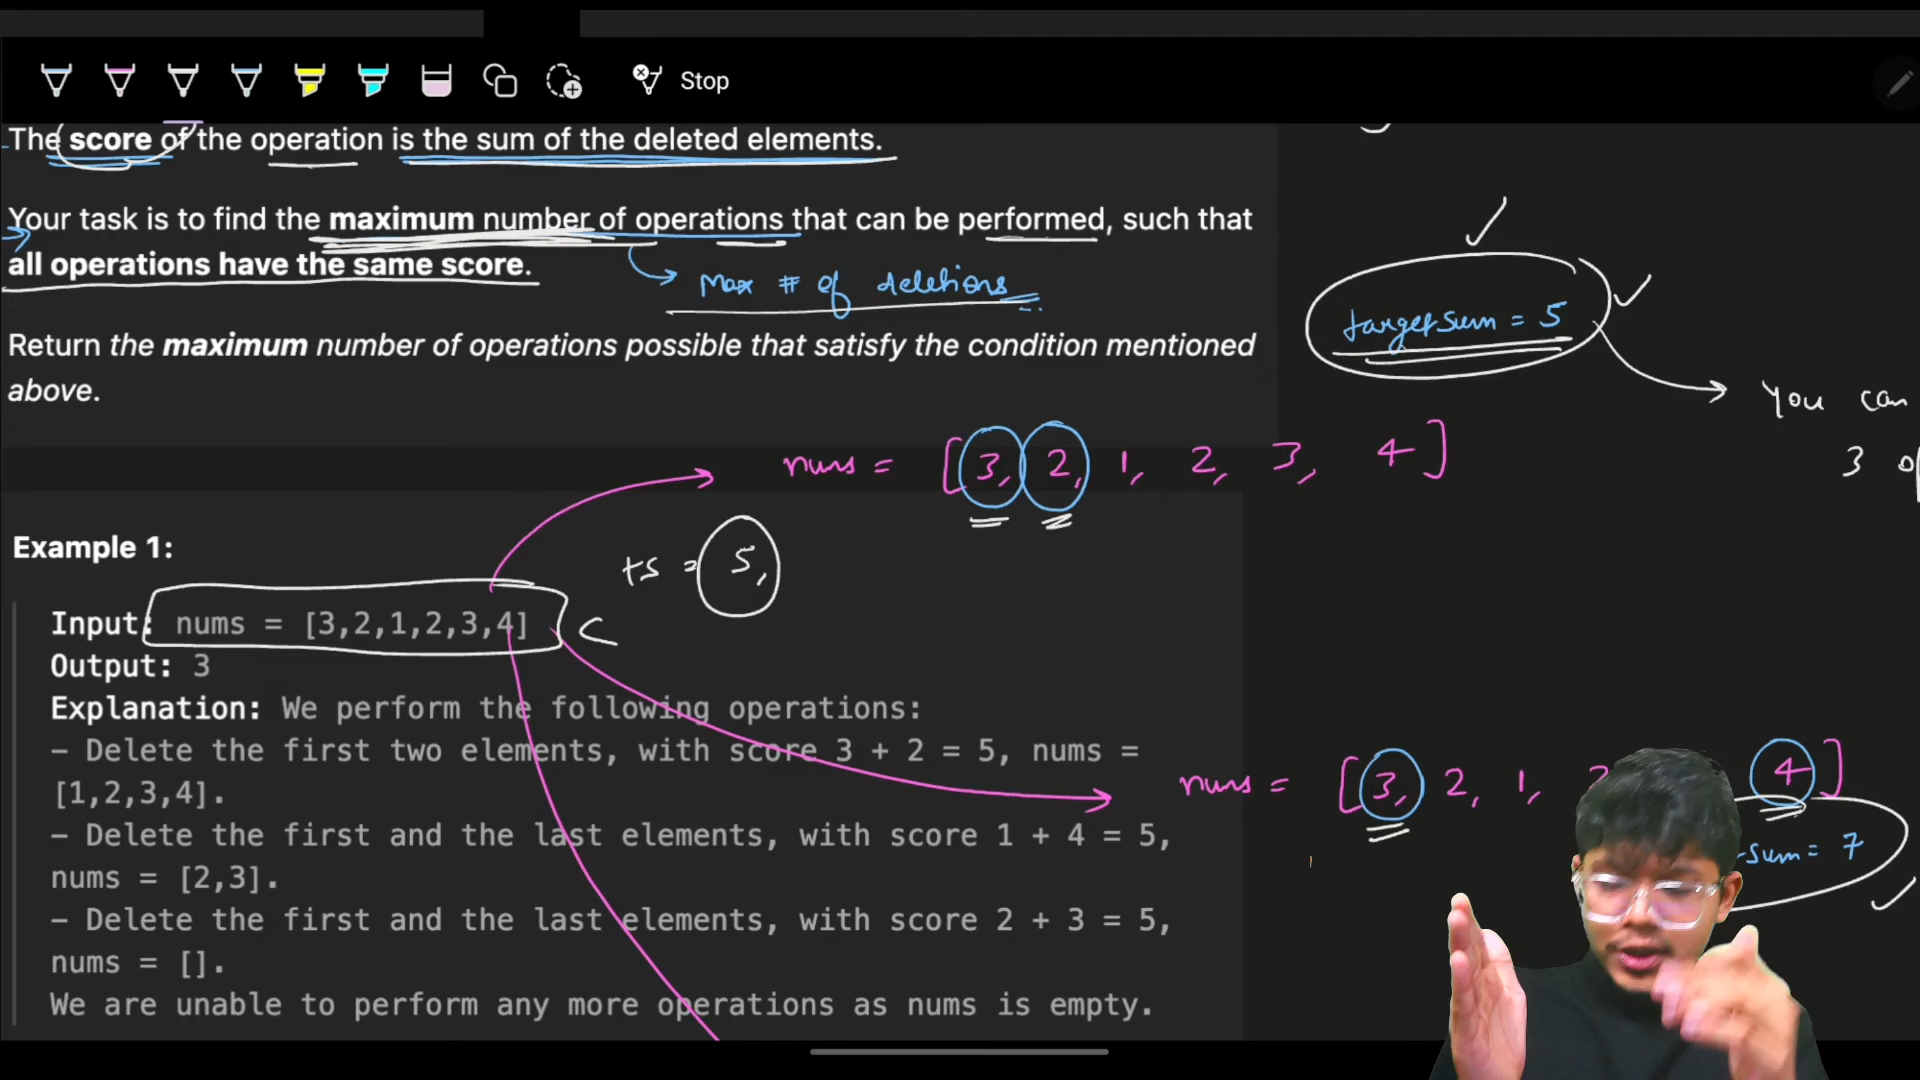 Stop
The score of the operation is the sum of the deleted elements.
Your task is to find the maximum number of operations that can be performed, such that
all operations have the same score.
Max # of deletions
Return the maximum number of operations possible that satisfy the condition mentioned
above.
targetsum = 5
You can
3
nums = [3, 2, 1, 2, 3, 4]
ts = 5,
Example 1:
Input: nums = [3,2,1,2,3,4]
Output: 3
Explanation: We perform the following operations:
- Delete the first two elements, with score 3 + 2 = 5, nums =
[1,2,3,4].
- Delete the first and the last elements, with score 1 + 4 = 5,
nums = [2,3].
- Delete the first and the last elements, with score 2 + 3 = 5,
nums = [].
We are unable to perform any more operations as nums is empty.
nums = [3, 2, 1, 4]
sum = 7